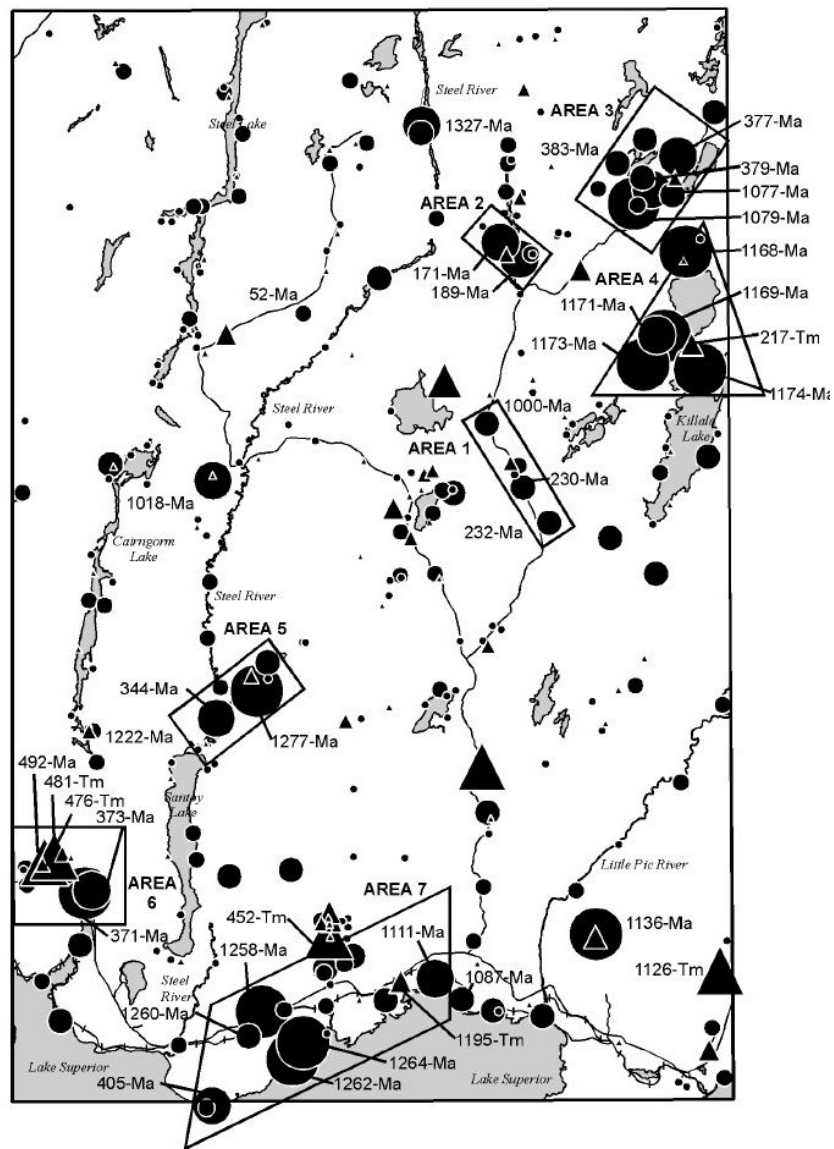 Steel River
AREA 3
377-Ma
Steel Lake
1327-Ma
383-Ma
379-Ma
1077-Ma
AREA 2
1079-Ma
1168-Ma
171-Ma
AREA 4
189-Ma
52-Ma
1171-Ma
1169-Ma
217-Tm
1173-Ma
1174-Ma
Steel River
1000-Ma
AREA 1
Killala Lake
230-Ma
1018-Ma
232-Ma
Cairngorm Lake
Steel River
AREA 5
344-Ma
1222-Ma
1277-Ma
492-Ma
481-Tm
476-Tm
373-Ma
Santoy Lake
Little Pic River
AREA 6
AREA 7
452-Tm
371-Ma
1258-Ma
1111-Ma
1136-Ma
1087-Ma
1126-Tm
Steel River
1260-Ma
1195-Tm
1264-Ma
Lake Superior
405-Ma
1262-Ma
Lake Superior